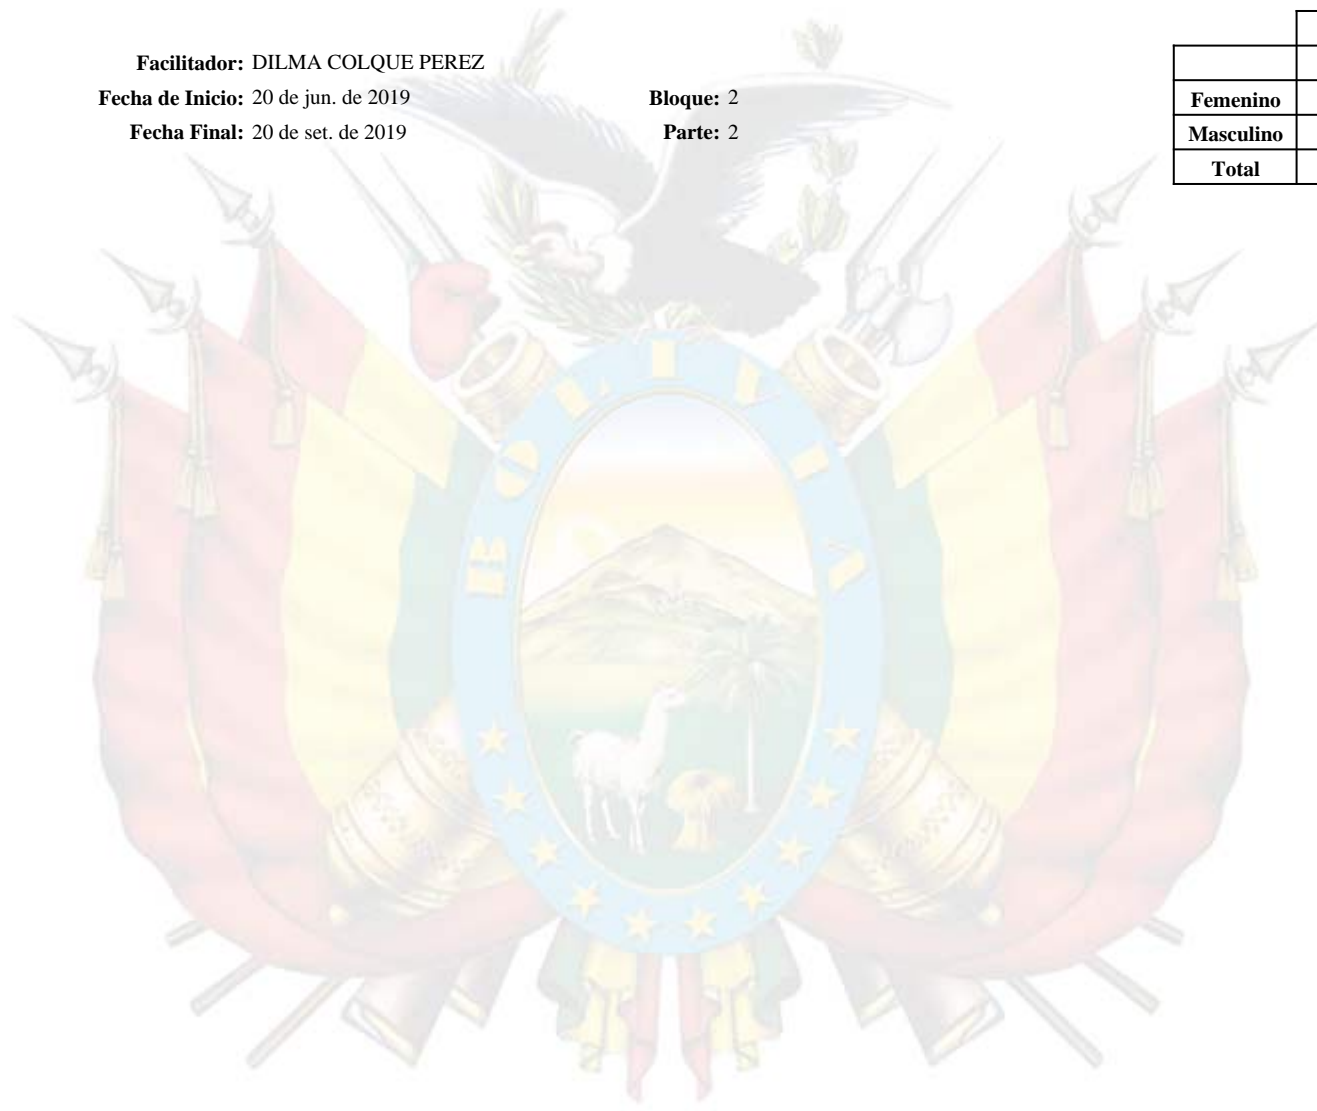 Facilitador: DILMA COLQUE PEREZ
Fecha de Inicio: 20 de jun. de 2019 Bloque: 2
Fecha Final: 20 de set. de 2019 Parte: 2
Femenino
Masculino
Total
BOLIVIA